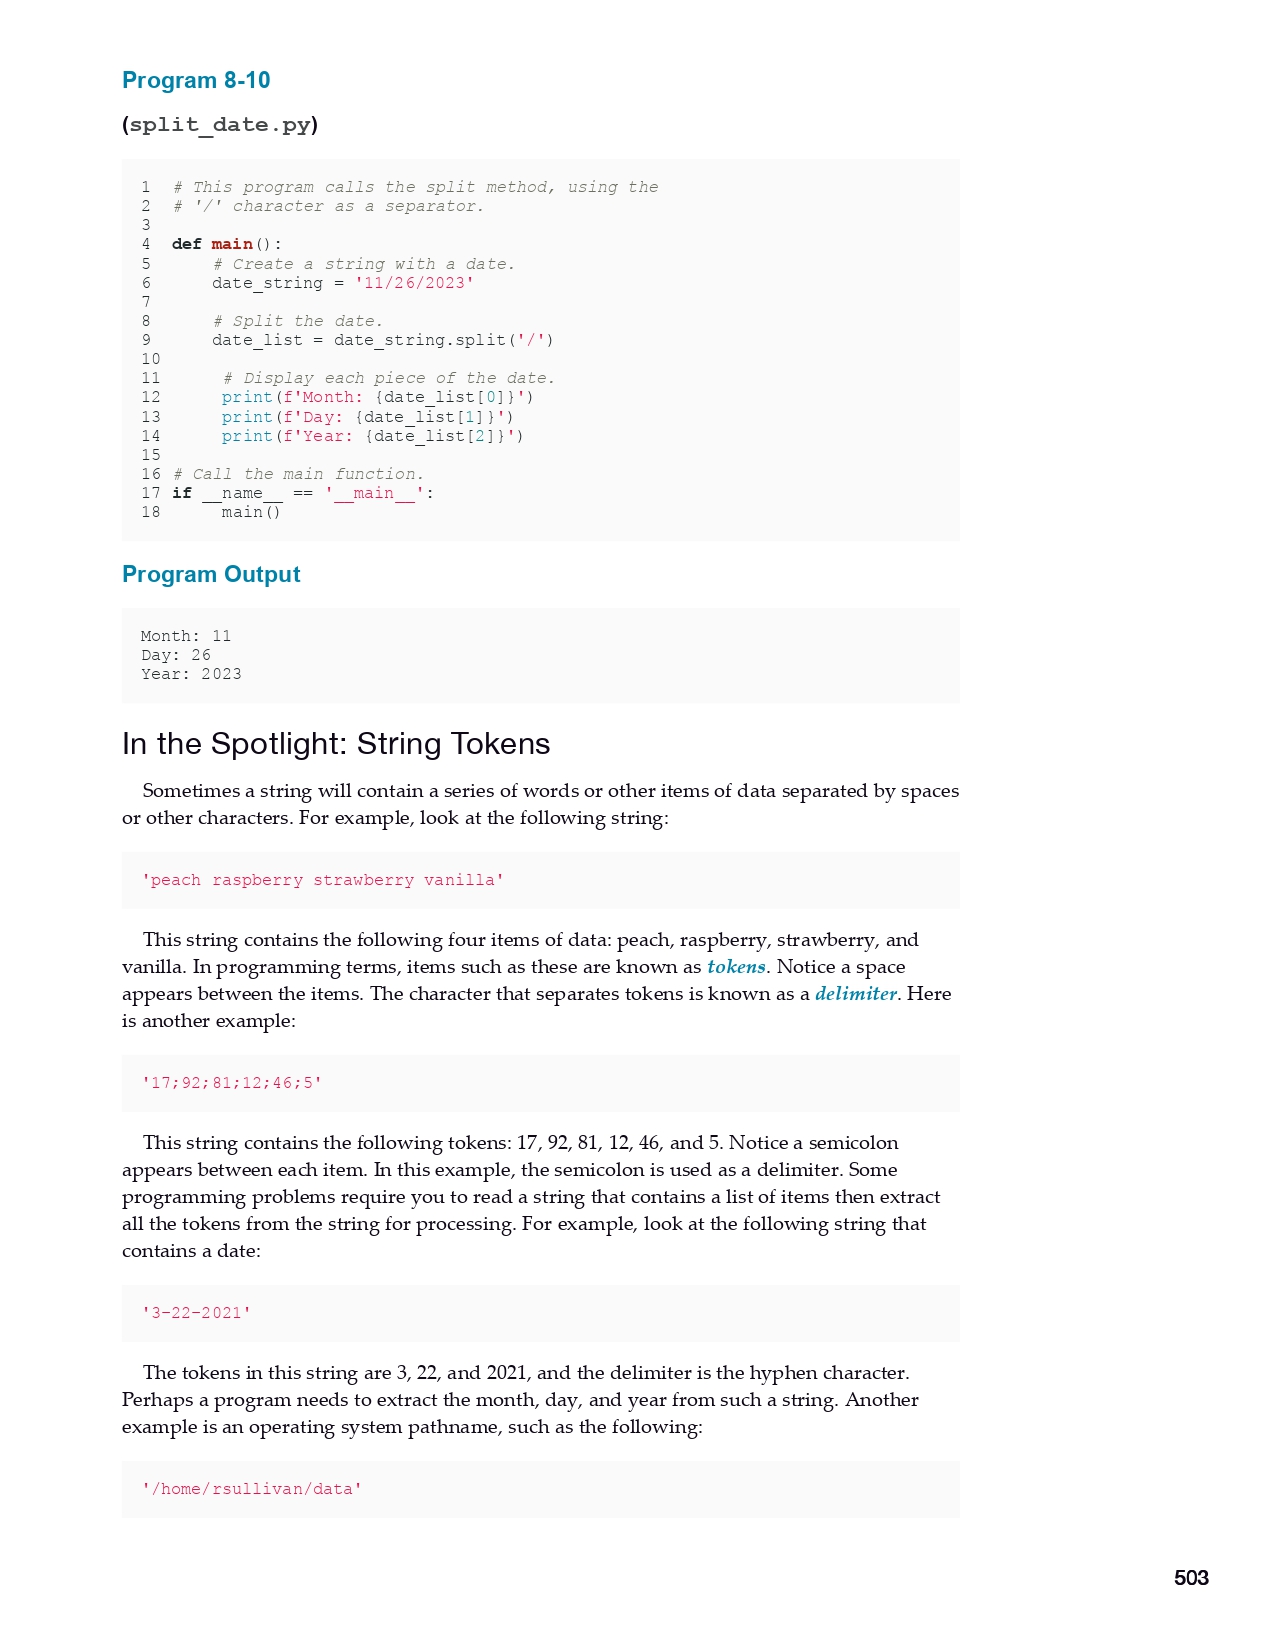 Program 8-10
(split_date.py)
1 # This program calls the split method, using the
2 # '/' character as a separator.
3
4 def main():
5     # Create a string with a date.
6     date_string = '11/26/2023'
7
8     # Split the date.
9     date_list = date_string.split('/')
10
11     # Display each piece of the date.
12     print(f'Month: {date_list[0]}')
13     print(f'Day: {date_list[1]}')
14     print(f'Year: {date_list[2]}')
15
16 # Call the main function.
17 if __name__ == '__main__':
18     main()
Program Output
Month: 11
Day: 26
Year: 2023
In the Spotlight: String Tokens
Sometimes a string will contain a series of words or other items of data separated by spaces
or other characters. For example, look at the following string:
'peach raspberry strawberry vanilla'
This string contains the following four items of data: peach, raspberry, strawberry, and
vanilla. In programming terms, items such as these are known as tokens. Notice a space
appears between the items. The character that separates tokens is known as a delimiter. Here
is another example:
'17;92;81;12;46;5'
This string contains the following tokens: 17, 92, 81, 12, 46, and 5. Notice a semicolon
appears between each item. In this example, the semicolon is used as a delimiter. Some
programming problems require you to read a string that contains a list of items then extract
all the tokens from the string for processing. For example, look at the following string that
contains a date:
'3-22-2021'
The tokens in this string are 3, 22, and 2021, and the delimiter is the hyphen character.
Perhaps a program needs to extract the month, day, and year from such a string. Another
example is an operating system pathname, such as the following:
'/home/rsullivan/data'
503